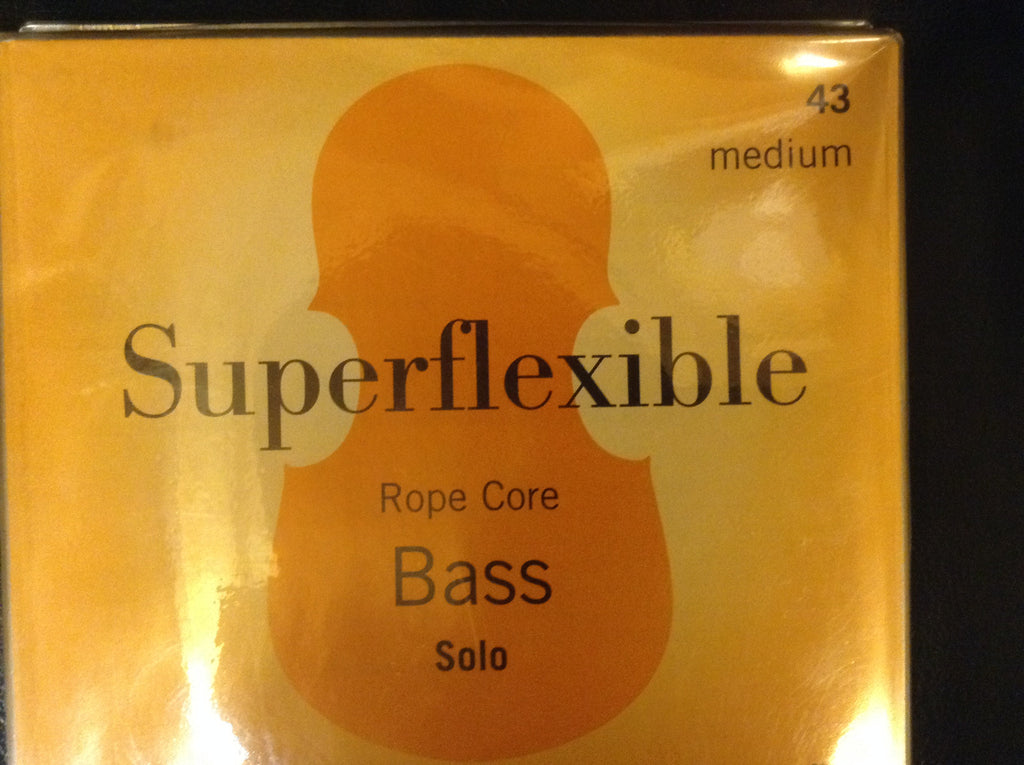 43
medium
Superflexible
Rope Core
Bass
Solo